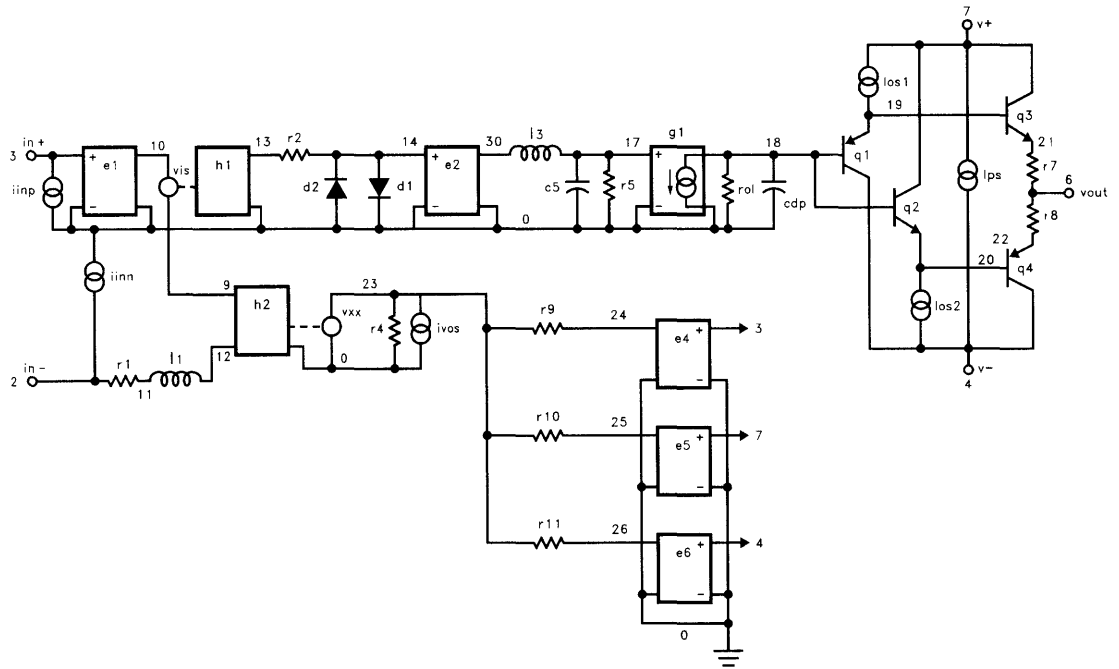 7
v+
Ios1
19
q3
21
r7
6
vout
r8
22
q4
20
Ios2
v-
4
Ips
q1
q2
in+
3
iinp
e1
+
-
10
vis
h1
13
r2
d2
d1
14
+
e2
-
30
l3
c5
r5
17
g1
+
-
rol
18
cdp
0
iinn
9
h2
12
vxx
23
r4
ivos
0
in-
2
r1
11
l1
r9
24
e4
+
-
3
r10
25
e5
+
-
7
r11
26
e6
+
-
4
0